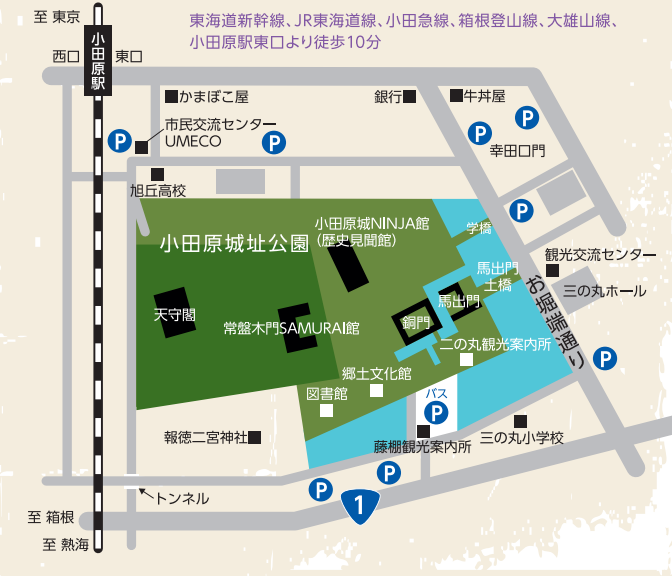 至 東京
東海道新幹線、JR東海道線、小田急線、箱根登山線、大雄山線、
小田原駅東口より徒歩10分
西口
小田原駅
東口
かまぼこ屋
銀行
牛丼屋
市民交流センター
UMECO
P
P
P
P
幸田口門
旭丘高校
P
小田原城NINJA館
(歴史見聞館)
学橋
小田原城址公園
観光交流センター
馬出門
土橋
三の丸ホール
お堀端通り
天守閣
馬出門
銅門
常盤木門SAMURAI館
二の丸観光案内所
P
郷土文化館
図書館
バス
P
報徳二宮神社
藤棚観光案内所
三の丸小学校
P
P
トンネル
1
至 箱根
至 熱海